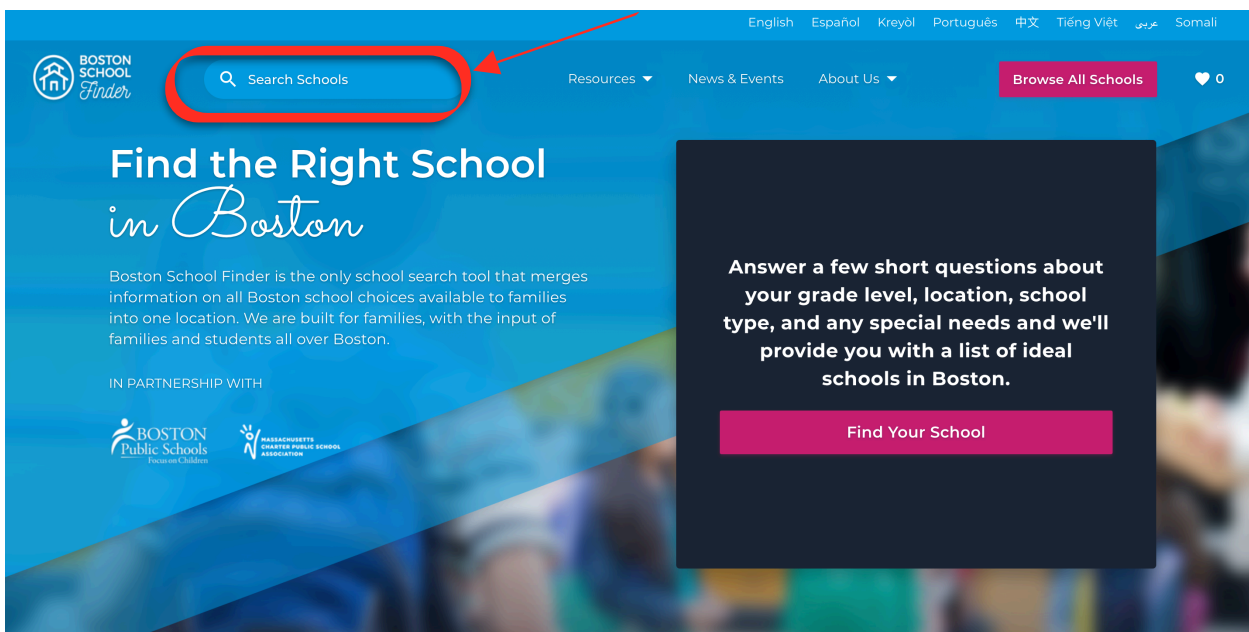 English Español Kreyòl Português 中文 Tiếng Việt عربى Somali
BOSTON
SCHOOL
Finder
Search Schools
Resources
News & Events
About Us
Browse All Schools
0
Find the Right School
in Boston
Boston School Finder is the only school search tool that merges
information on all Boston school choices available to families
into one location. We are built for families, with the input of
families and students all over Boston.
IN PARTNERSHIP WITH
BOSTON
Public Schools
Focus on Children
MASSACHUSETTS
CHARTER PUBLIC SCHOOL
ASSOCIATION
Answer a few short questions about
your grade level, location, school
type, and any special needs and we'll
provide you with a list of ideal
schools in Boston.
Find Your School